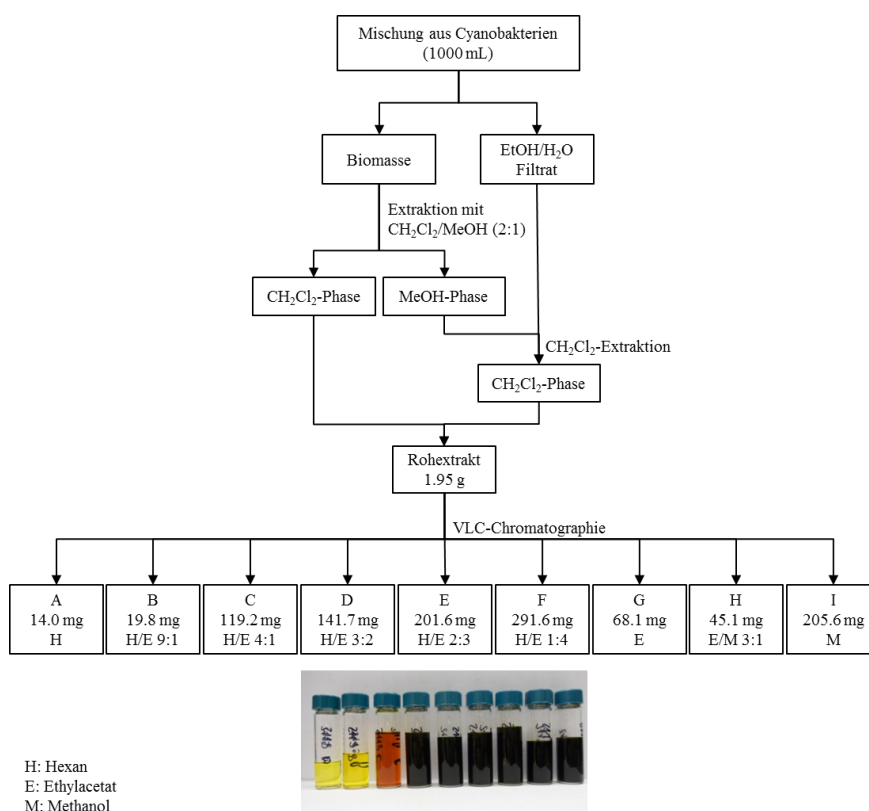 Mischung aus Cyanobakterien
(1000 mL)
Biomasse
EtOH/H₂O
Filtrat
Extraktion mit
CH₂Cl₂/MeOH (2:1)
CH₂Cl₂-Phase
MeOH-Phase
CH₂Cl₂-Extraktion
CH₂Cl₂-Phase
Rohextrakt
1.95 g
VLC-Chromatographie
A
14.0 mg
H
B
19.8 mg
H/E 9:1
C
119.2 mg
H/E 4:1
D
141.7 mg
H/E 3:2
E
201.6 mg
H/E 2:3
F
291.6 mg
H/E 1:4
G
68.1 mg
E
H
45.1 mg
E/M 3:1
I
205.6 mg
M
H: Hexan
E: Ethylacetat
M: Methanol